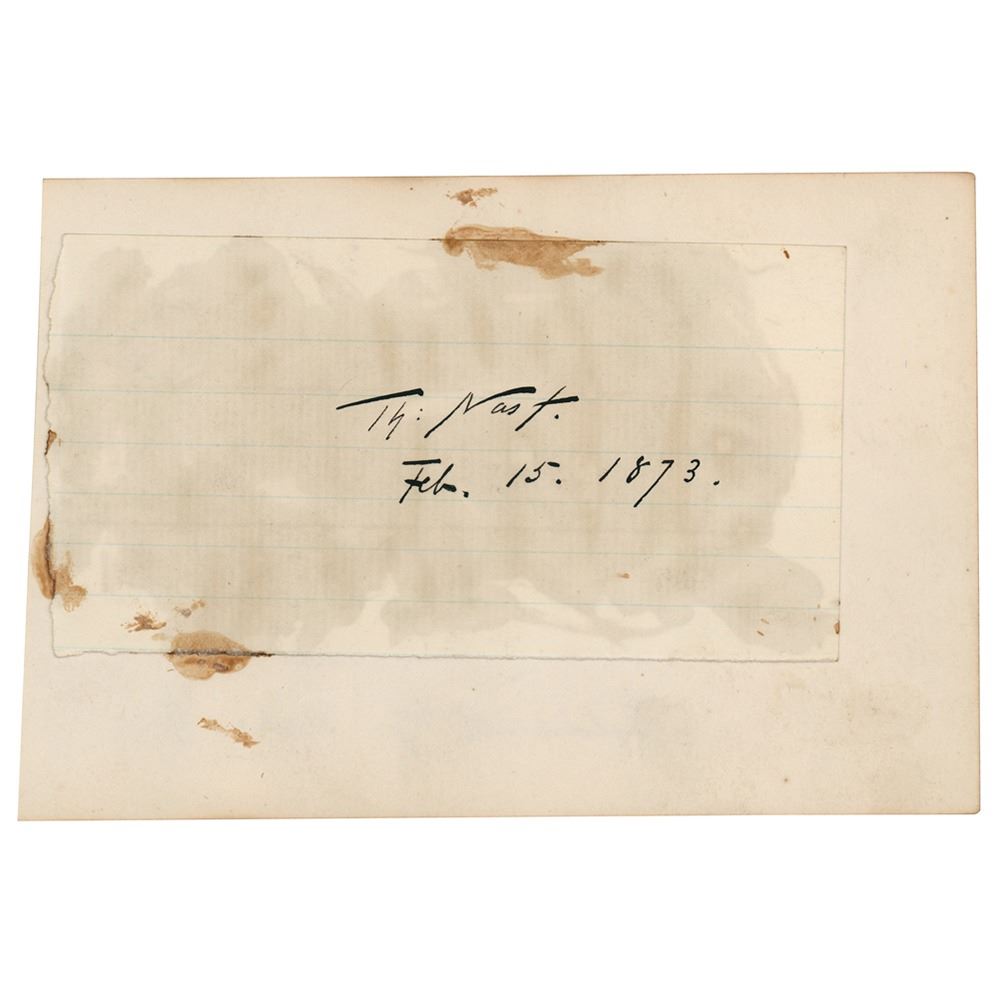 Th: Nast.
Feb. 15. 1873.